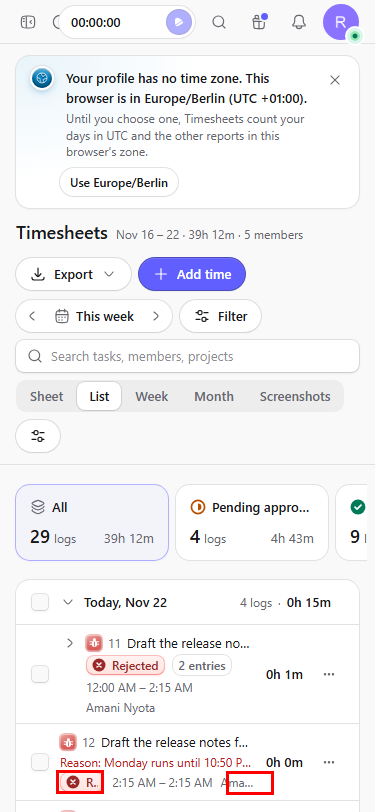 00:00:00
R
Your profile has no time zone. This
browser is in Europe/Berlin (UTC +01:00).
Until you choose one, Timesheets count your
days in UTC and the other reports in this
browser's zone.
Use Europe/Berlin
Timesheets Nov 16 – 22 · 39h 12m · 5 members
Export
Add time
This week
Filter
Search tasks, members, projects
Sheet List Week Month Screenshots
All
29 logs 39h 12m
Pending appro...
4 logs 4h 43m
9 l
Today, Nov 22 4 logs · 0h 15m
11 Draft the release no...
Rejected 2 entries
0h 1m
12:00 AM – 2:15 AM
Amani Nyota
12 Draft the release notes f...
Reason: Monday runs until 10:50 P... 0h 0m
R.. 2:15 AM – 2:15 AM Ama...